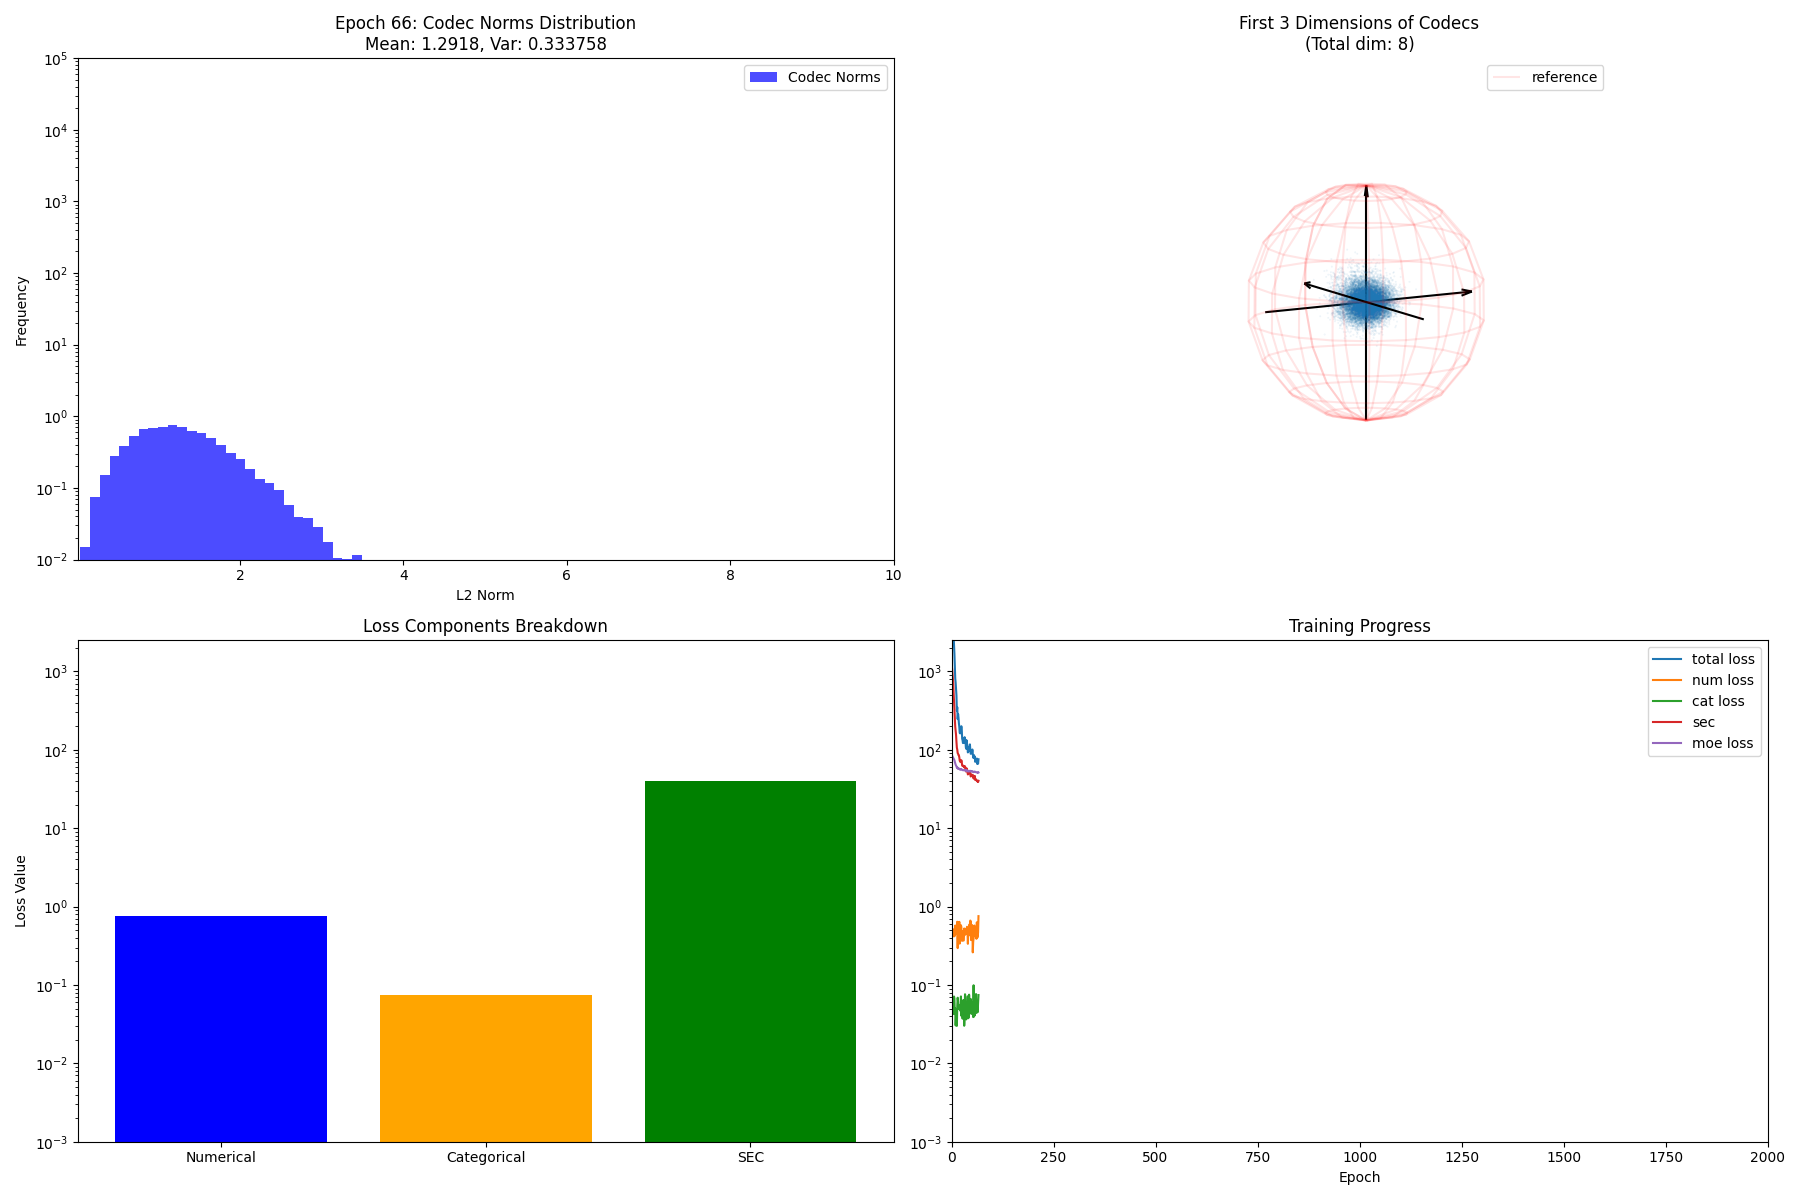 Epoch 66: Codec Norms Distribution
Mean: 1.2918, Var: 0.333758
Codec Norms
Frequency
10^5
10^4
10^3
10^2
10^1
10^0
10^-1
10^-2
2 4 6 8 10
L2 Norm
First 3 Dimensions of Codecs
(Total dim: 8)
reference
Loss Components Breakdown
Loss Value
10^3
10^2
10^1
10^0
10^-1
10^-2
10^-3
Numerical Categorical SEC
Training Progress
total loss
num loss
cat loss
sec
moe loss
10^3
10^2
10^1
10^0
10^-1
10^-2
10^-3
0 250 500 750 1000 1250 1500 1750 2000
Epoch